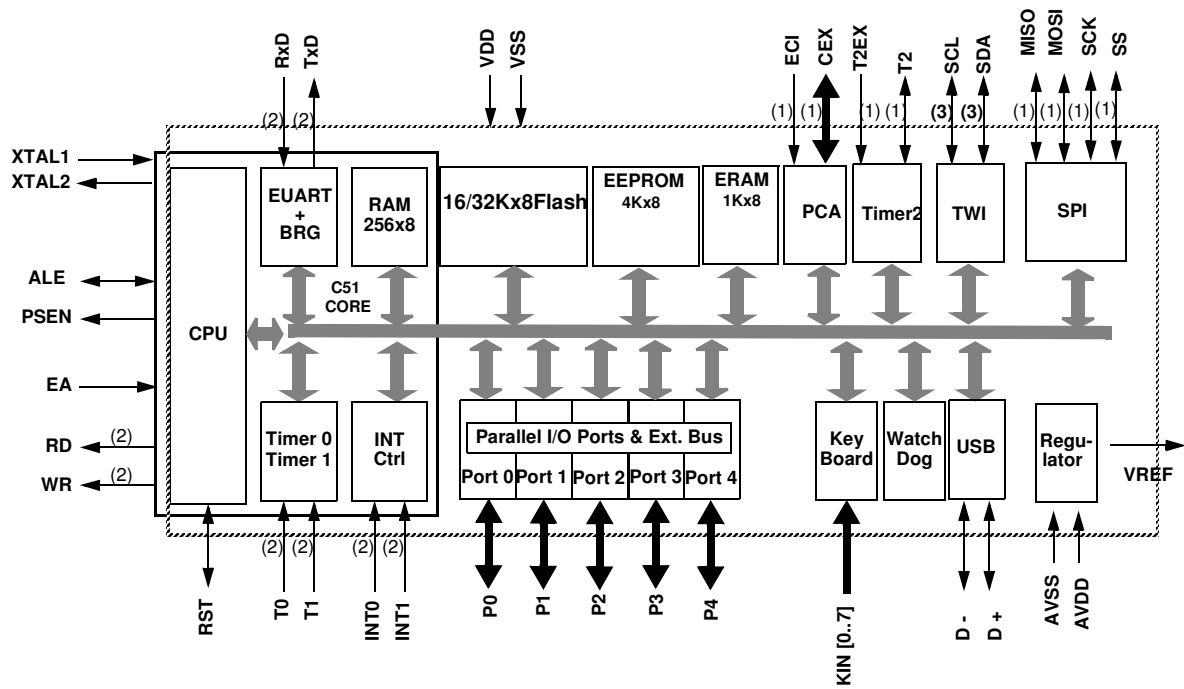 RxD
TxD
VDD
VSS
ECI
CEX
T2EX
T2
SCL
SDA
MISO
MOSI
SCK
SS
(2) (2)
(1) (1) (1) (1) (3) (3) (1) (1) (1) (1)
XTAL1
XTAL2
ALE
PSEN
EA
RD
(2)
WR
(2)
CPU
EUART
+
BRG
RAM
256x8
16/32Kx8Flash
EEPROM
4Kx8
ERAM
1Kx8
PCA
Timer2
TWI
SPI
C51
CORE
Timer 0
Timer 1
INT
Ctrl
Parallel I/O Ports & Ext. Bus
Port 0
Port 1
Port 2
Port 3
Port 4
Key
Board
Watch
Dog
USB
Regu-
lator
VREF
(2) (2) (2) (2)
RST
T0
T1
INT0
INT1
P0
P1
P2
P3
P4
KIN [0..7]
D -
D +
AVSS
AVDD